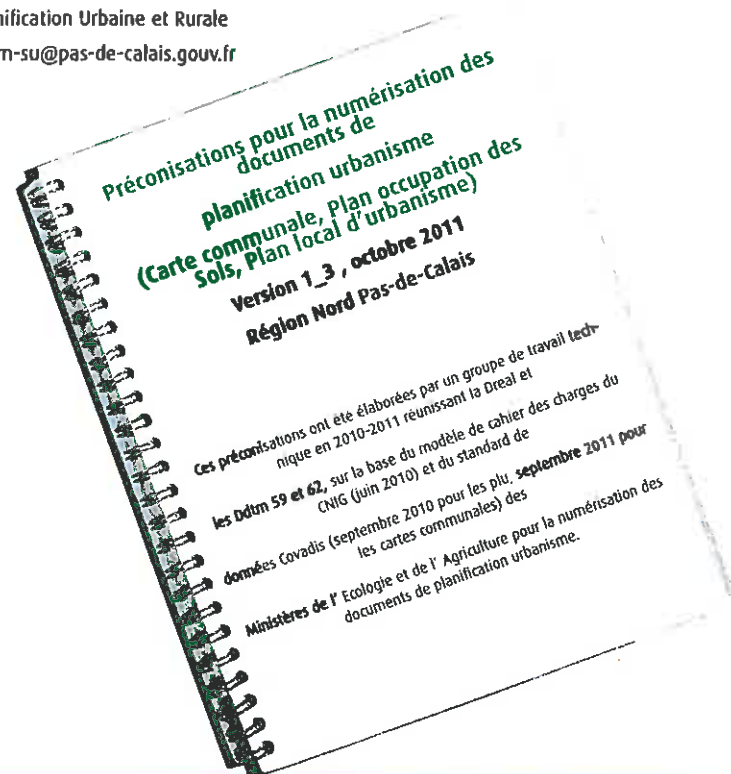 nification Urbaine et Rurale
m-su@pas-de-calais.gouv.fr
Préconisations pour la numérisation des
documents de
planification urbanisme
(Carte communale, Plan occupation des
Sols, Plan local d'urbanisme)
Version 1_3 , octobre 2011
Région Nord Pas-de-Calais
Ces préconisations ont été élaborées par un groupe de travail tech-
nique en 2010-2011 réunissant la Dreal et
les Ddtm 59 et 62, sur la base du modèle de cahier des charges du
CNIG (juin 2010) et du standard de
données Covadis (septembre 2010 pour les plu, septembre 2011 pour
les cartes communales) des
Ministères de l' Ecologie et de l' Agriculture pour la numérisation des
documents de planification urbanisme.